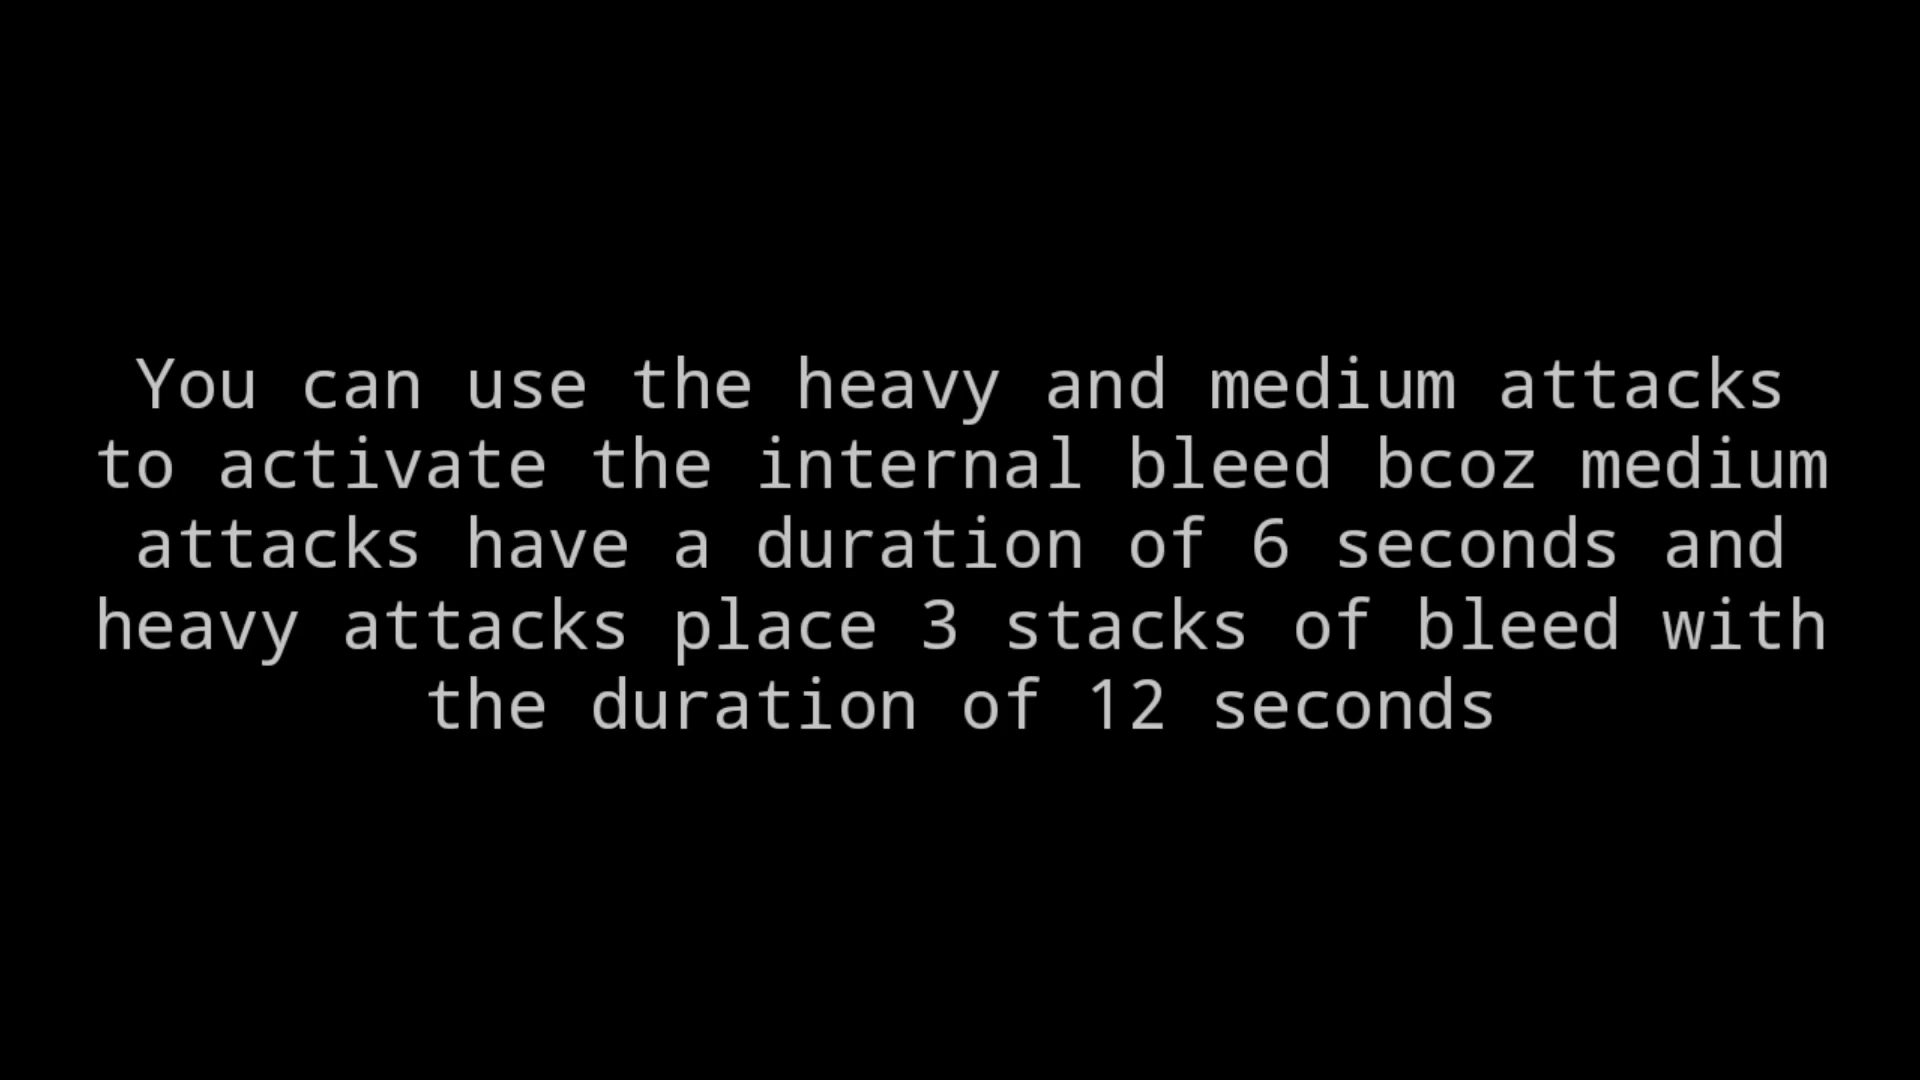 You can use the heavy and medium attacks
to activate the internal bleed bcoz medium
attacks have a duration of 6 seconds and
heavy attacks place 3 stacks of bleed with
the duration of 12 seconds